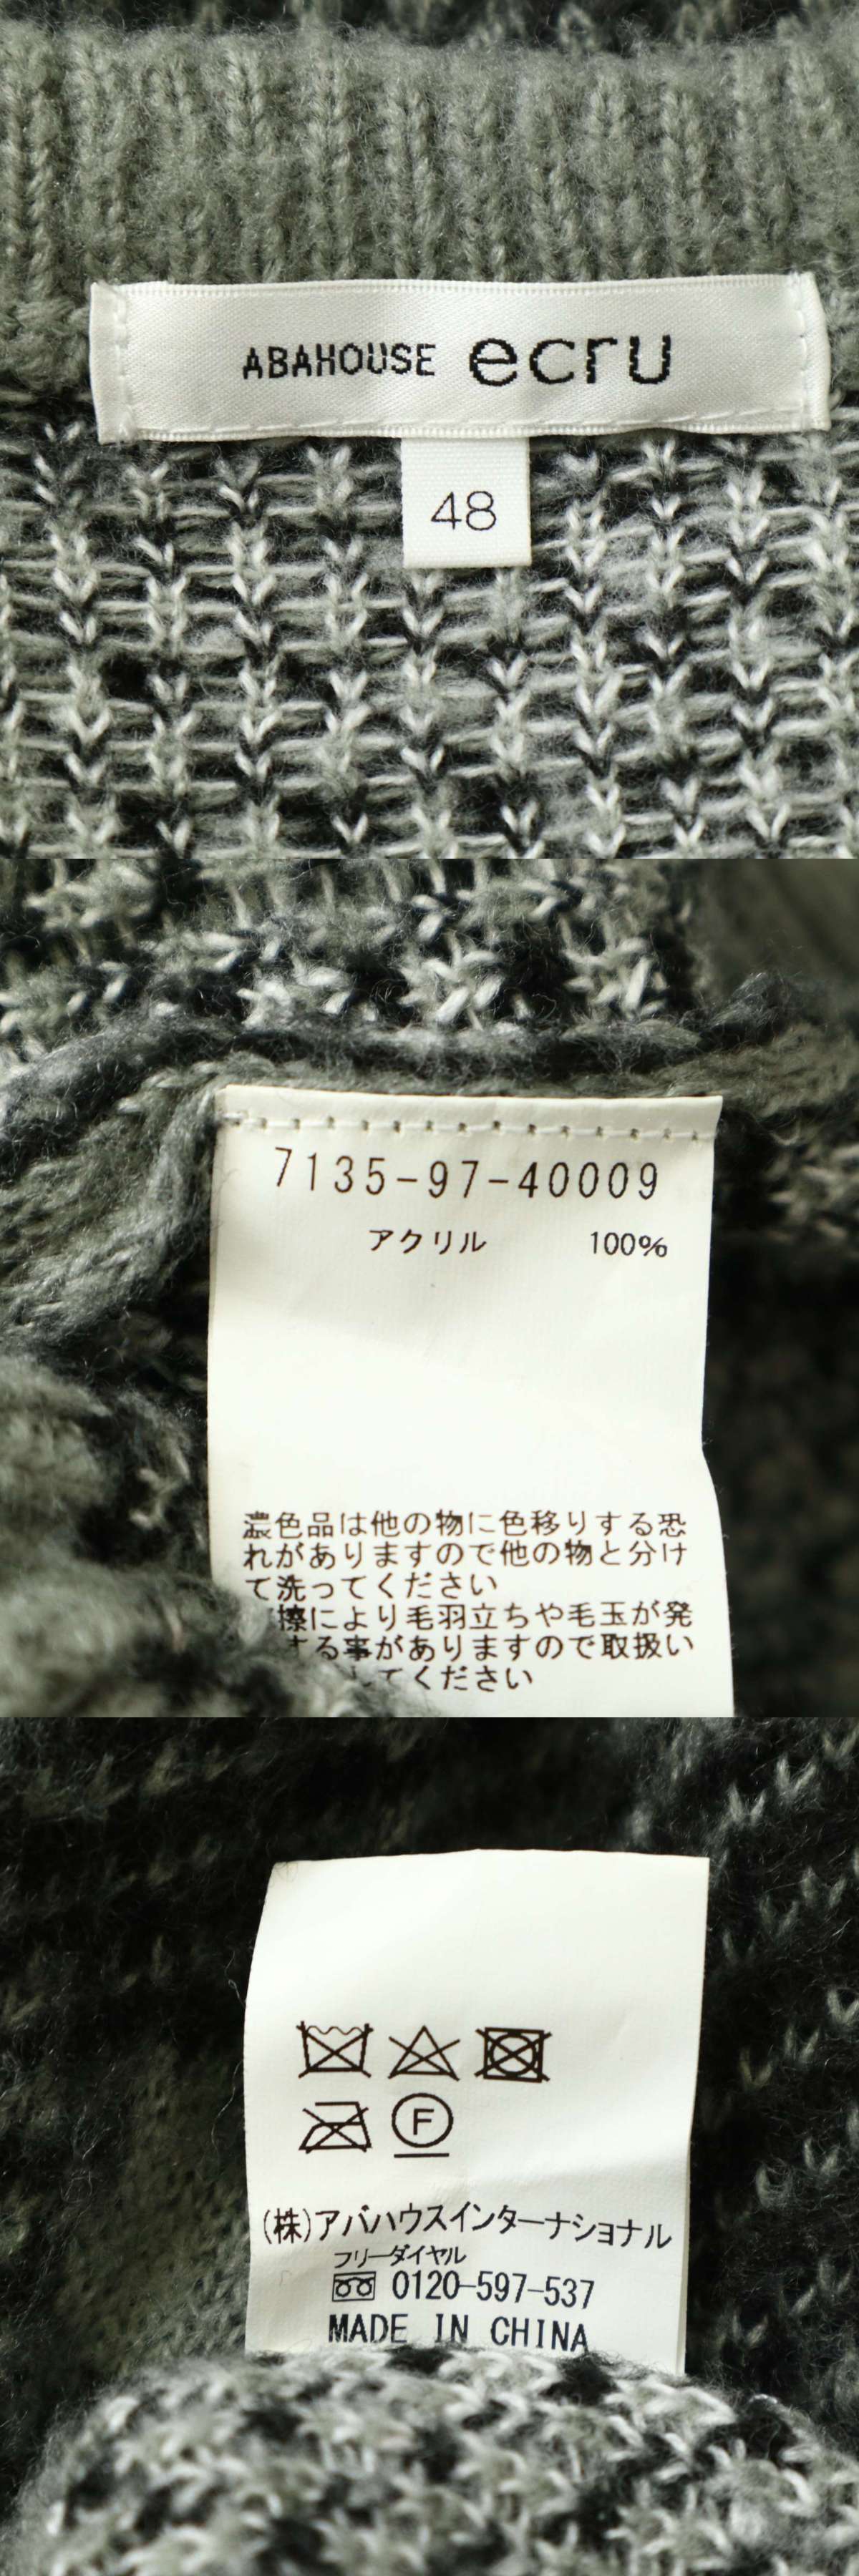 ABAHOUSE ecru
48
7135-97-40009
アクリル 100%
濃色品は他の物に色移りする恐
れがありますので他の物と分け
て洗ってください
擦により毛羽立ちや毛玉が発
する事がありますので取扱い
してください
F
(株)アバハウスインターナショナル
フリーダイヤル
0120-597-537
MADE IN CHINA